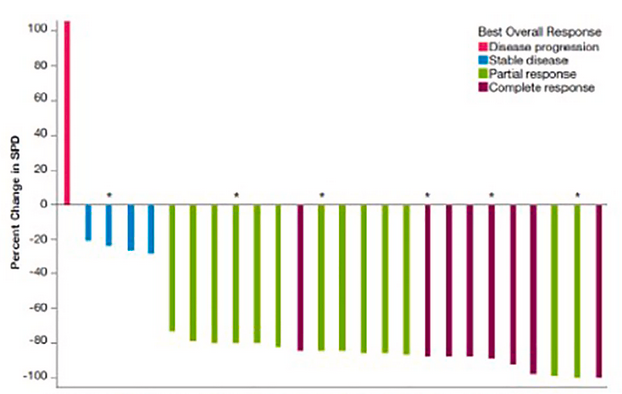 100
80
60
40
20
0
-20
-40
-60
-80
-100
Percent Change in SPD
Best Overall Response
Disease progression
Stable disease
Partial response
Complete response
* * * * * *